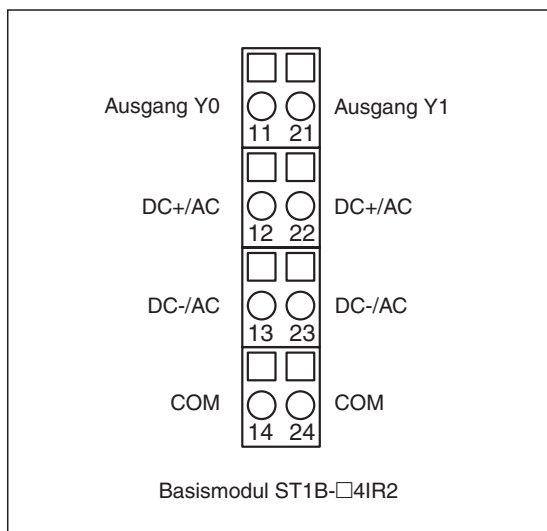 Ausgang Y0 11 21 Ausgang Y1
DC+/AC 12 22 DC+/AC
DC-/AC 13 23 DC-/AC
COM 14 24 COM
Basismodul ST1B-□4IR2